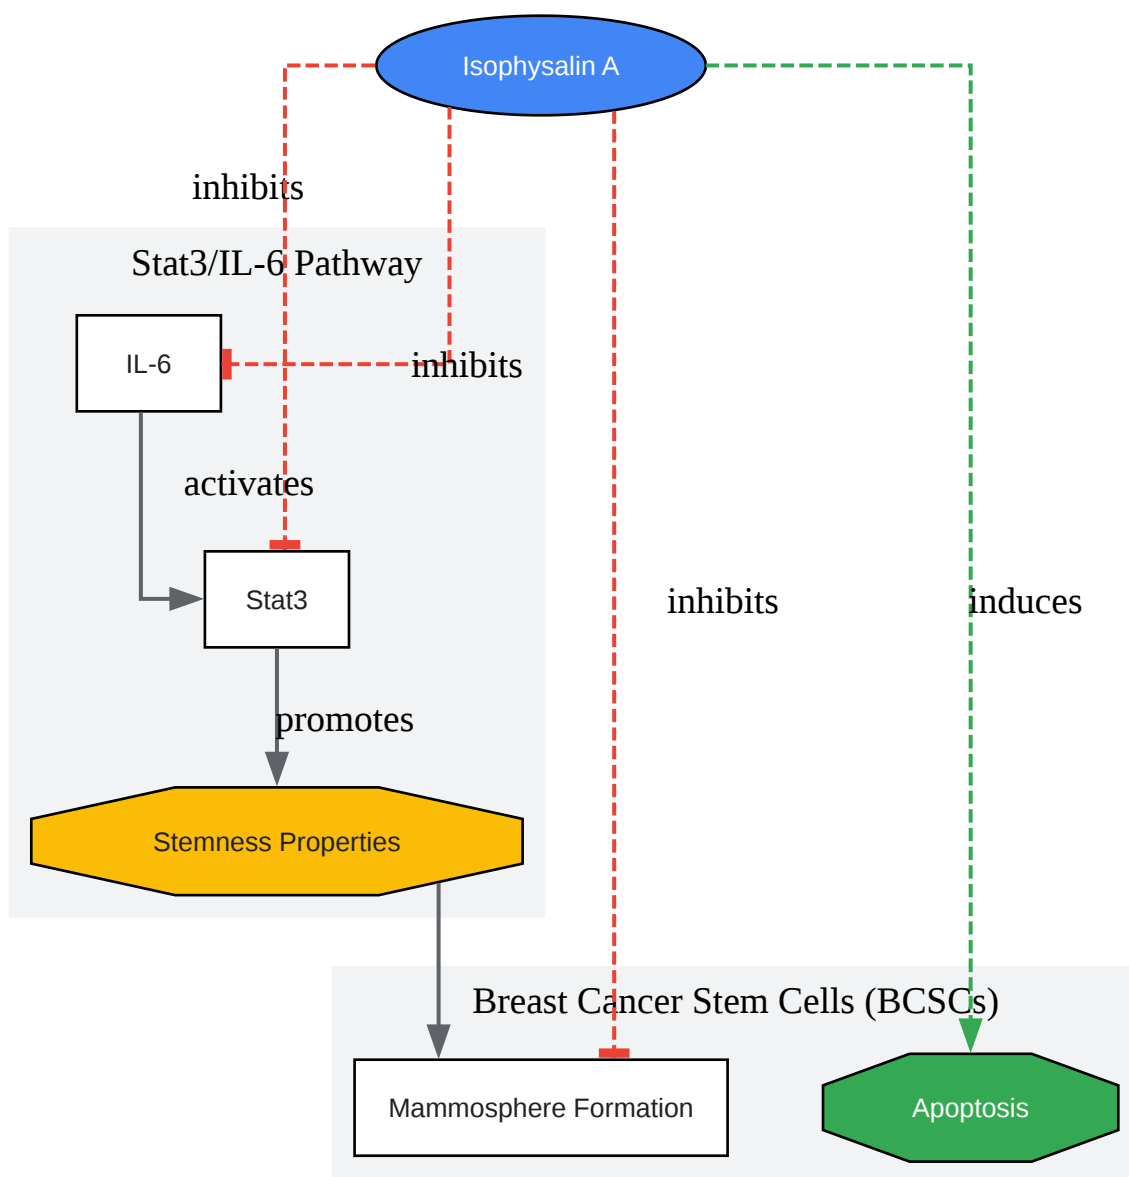 Isophysalin A
inhibits
Stat3/IL-6 Pathway
IL-6
inhibits
activates
Stat3
inhibits
induces
promotes
Stemness Properties
Breast Cancer Stem Cells (BCSCs)
Mammosphere Formation
Apoptosis